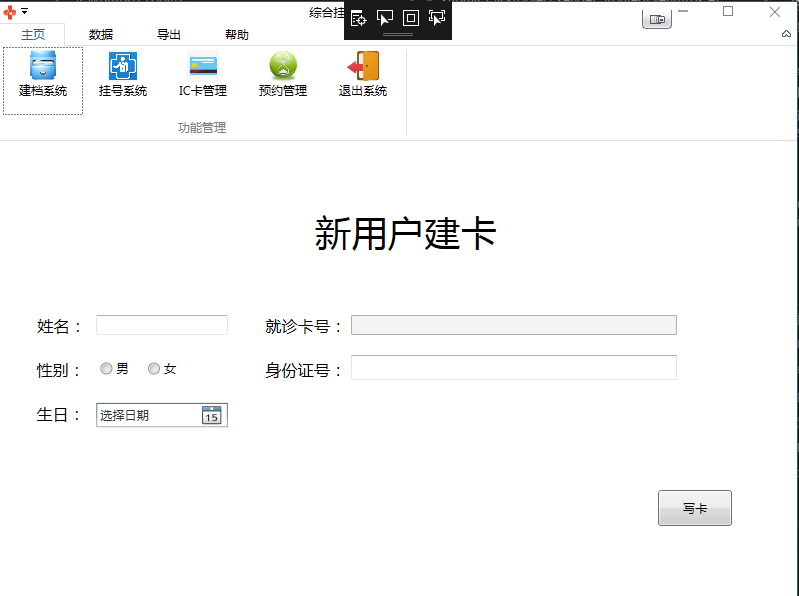 综合挂
主页 数据 导出 帮助
建档系统 挂号系统 IC卡管理 预约管理 退出系统
功能管理
新用户建卡
姓名： 就诊卡号：
性别： 男 女 身份证号：
生日： 选择日期 15
写卡